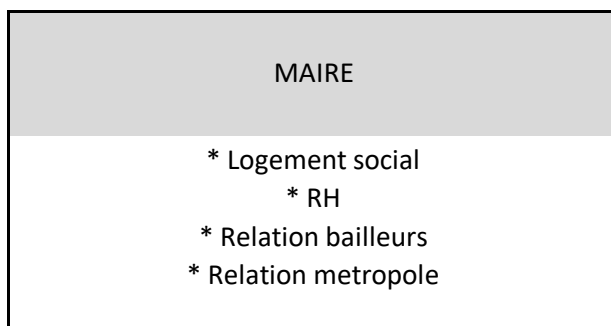 MAIRE
* Logement social
* RH
* Relation bailleurs
* Relation metropole